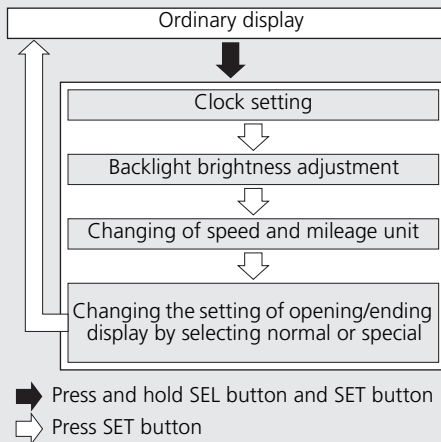 Ordinary display
Clock setting
Backlight brightness adjustment
Changing of speed and mileage unit
Changing the setting of opening/ending
display by selecting normal or special
Press and hold SEL button and SET button
Press SET button